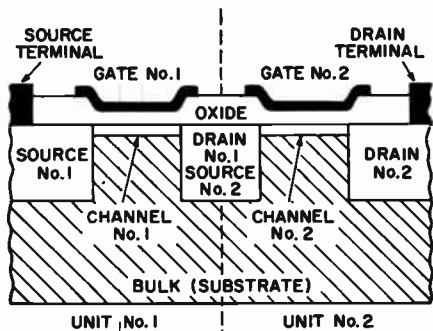 SOURCE
TERMINAL
DRAIN
TERMINAL
GATE No.1
GATE No.2
OXIDE
SOURCE
No.1
DRAIN
No.1
SOURCE
No.2
DRAIN
No.2
CHANNEL
No.1
CHANNEL
No.2
BULK (SUBSTRATE)
UNIT No.1
UNIT No.2